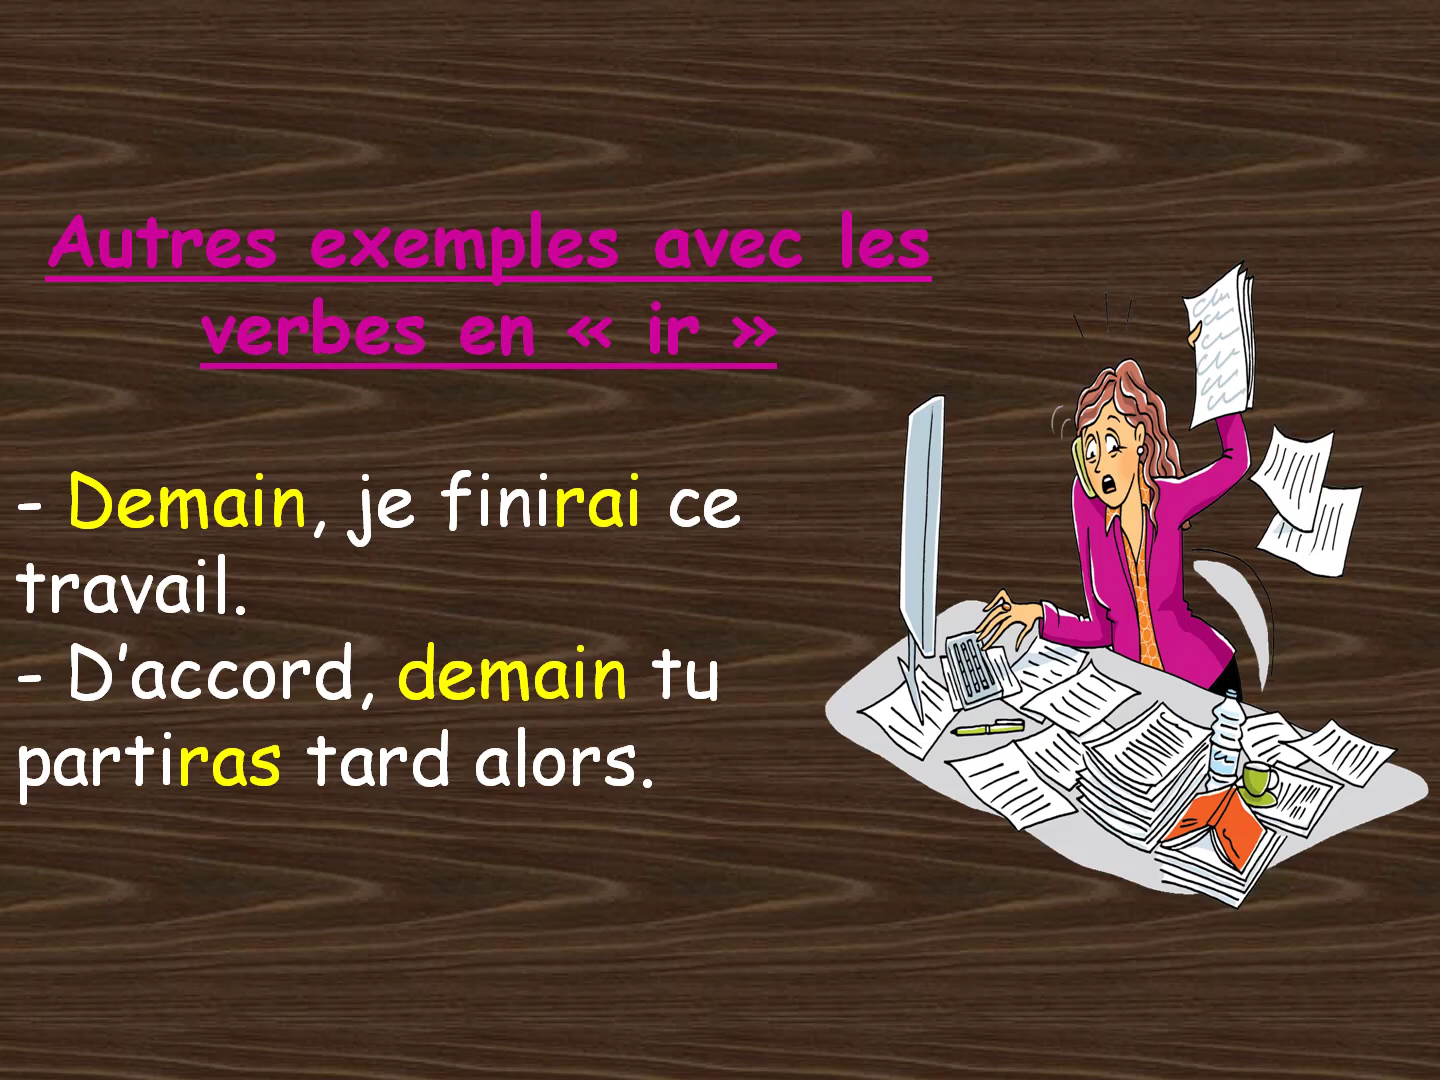 Autres exemples avec les
verbes en « ir »
- Demain, je finirai ce
travail.
- D’accord, demain tu
partiras tard alors.